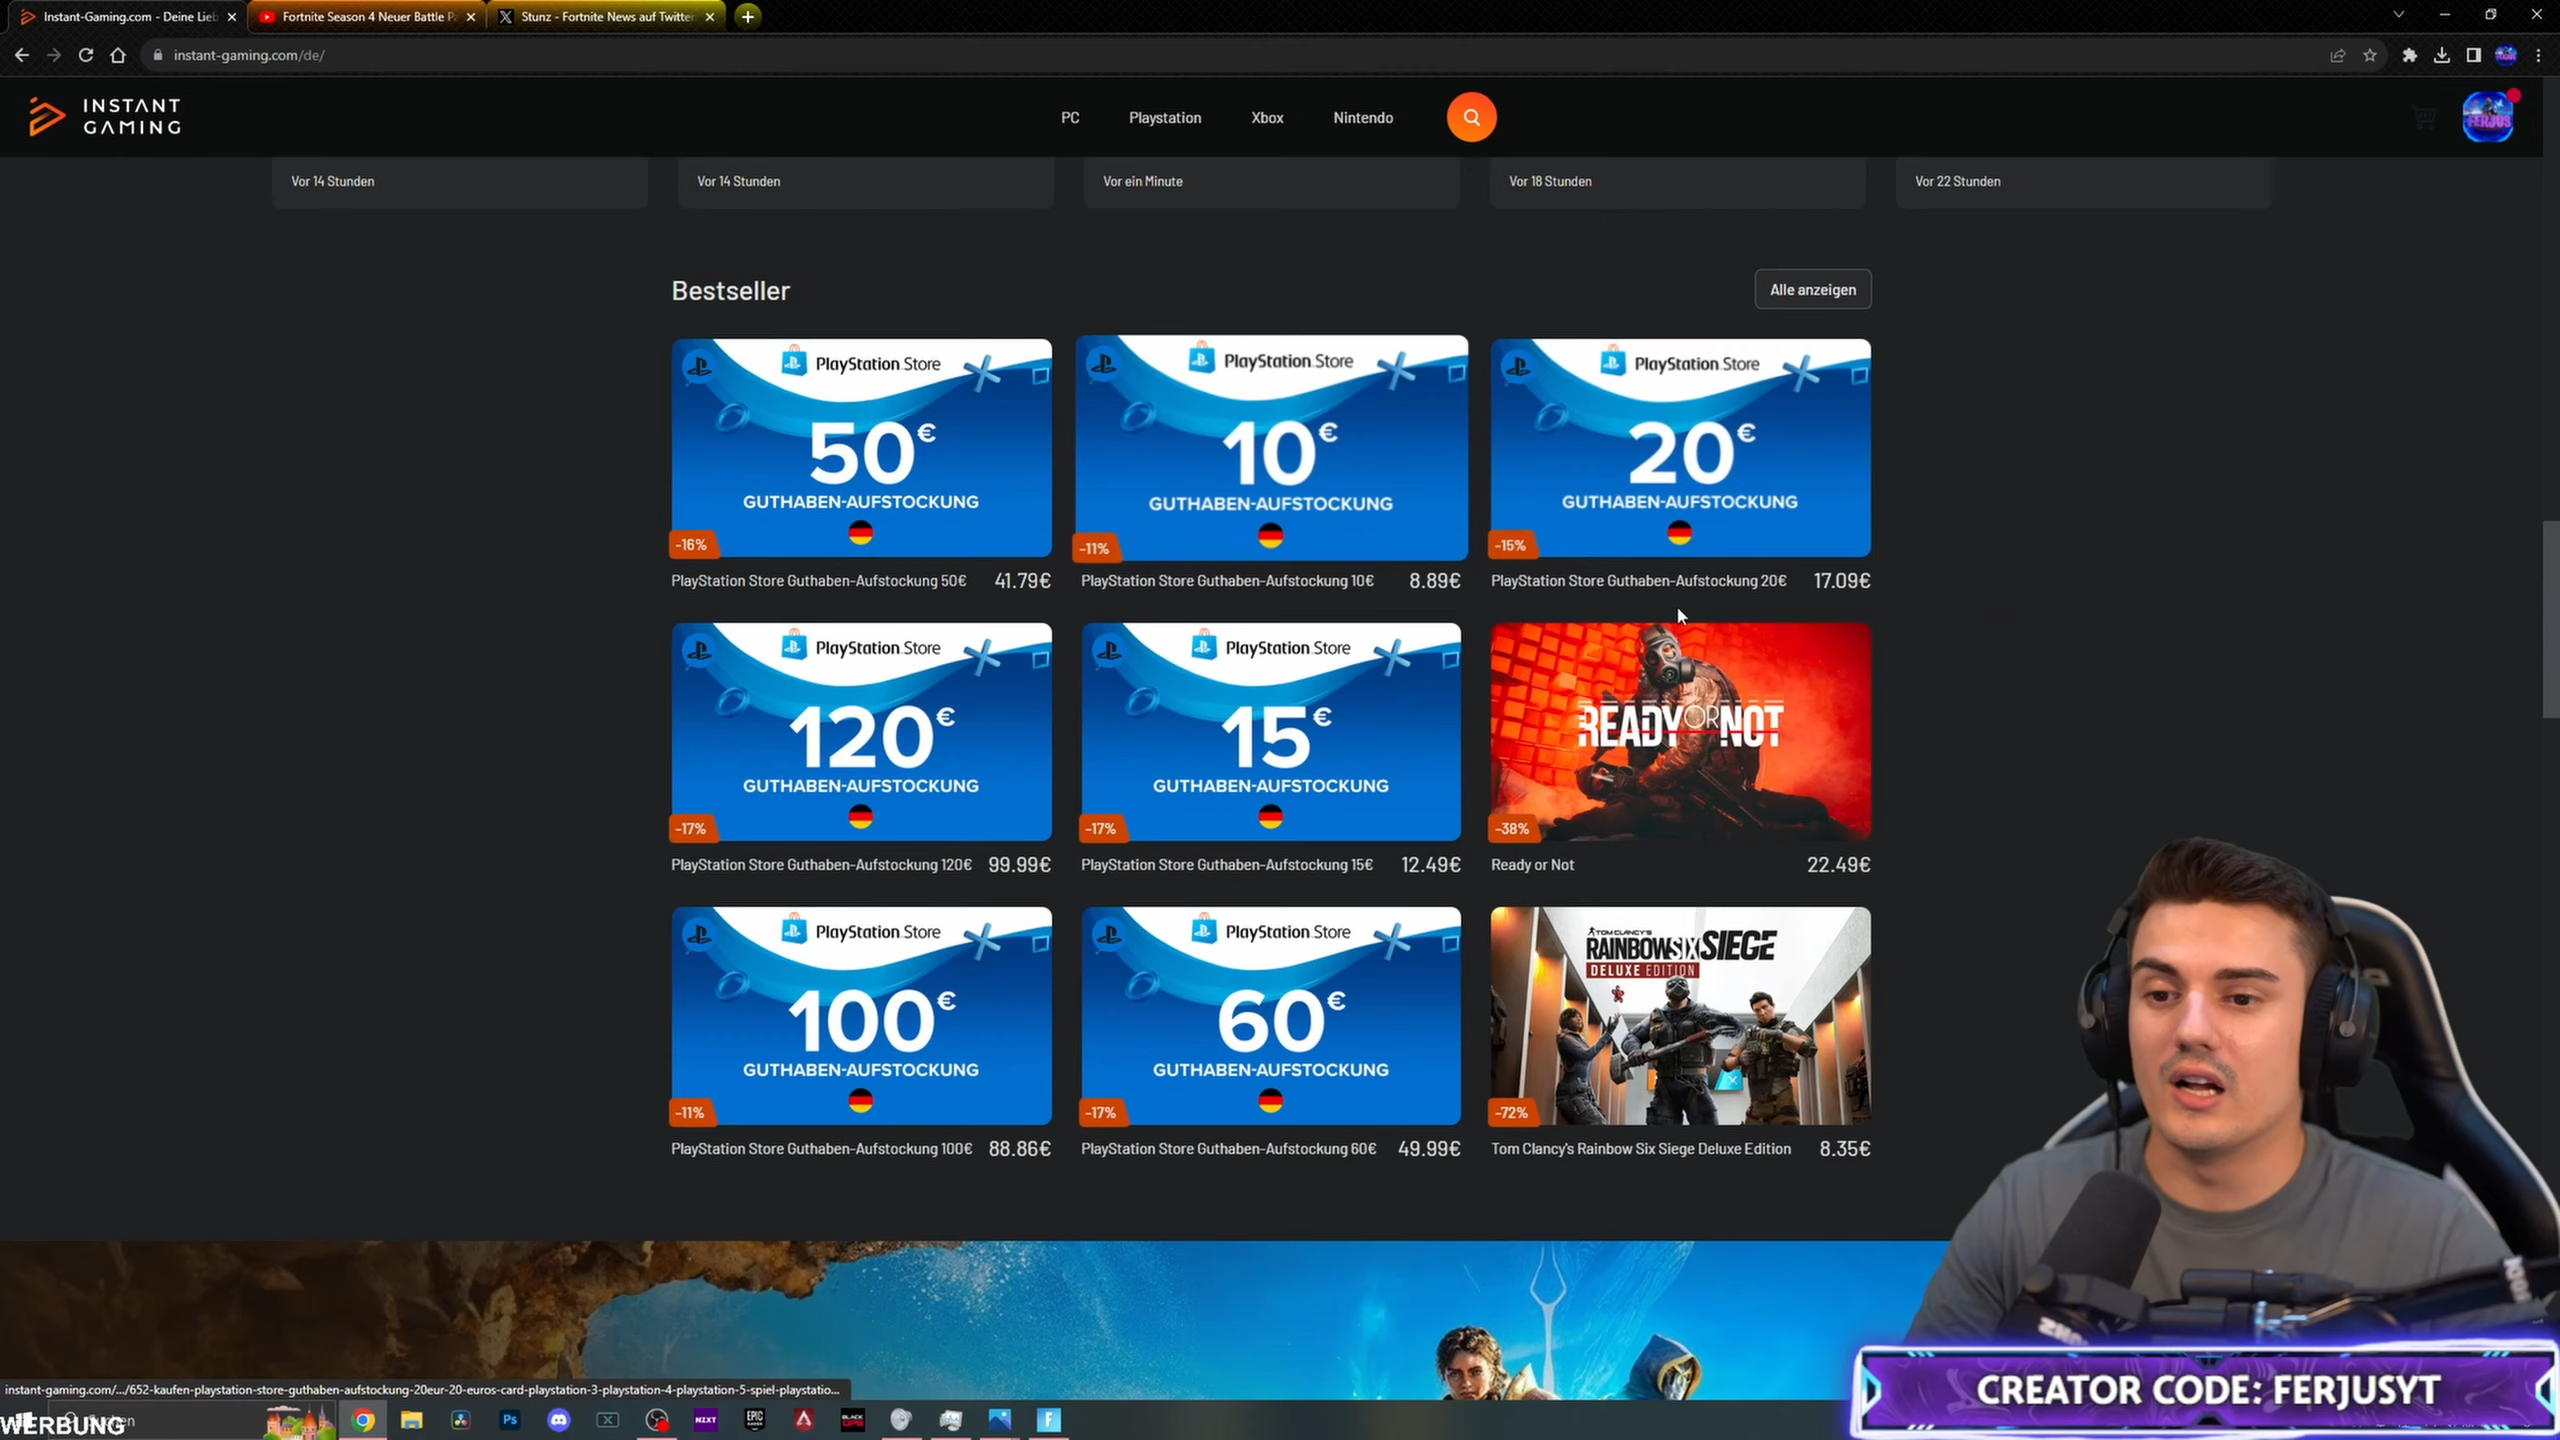 Instant-Gaming.com - Deine Lieb
Fortnite Season 4 Neuer Battle Pa
Stunz - Fortnite News auf Twitter
instant-gaming.com/de/
INSTANT
GAMING
PC
Playstation
Xbox
Nintendo
FERJUS
Vor 14 Stunden
Vor 14 Stunden
Vor ein Minute
Vor 18 Stunden
Vor 22 Stunden
Bestseller
Alle anzeigen
PlayStation Store
50€
GUTHABEN-AUFSTOCKUNG
-16%
PlayStation Store Guthaben-Aufstockung 50€ 41.79€
PlayStation Store
10€
GUTHABEN-AUFSTOCKUNG
-11%
PlayStation Store Guthaben-Aufstockung 10€ 8.89€
PlayStation Store
20€
GUTHABEN-AUFSTOCKUNG
-15%
PlayStation Store Guthaben-Aufstockung 20€ 17.09€
PlayStation Store
120€
GUTHABEN-AUFSTOCKUNG
-17%
PlayStation Store Guthaben-Aufstockung 120€ 99.99€
PlayStation Store
15€
GUTHABEN-AUFSTOCKUNG
-17%
PlayStation Store Guthaben-Aufstockung 15€ 12.49€
READY OR NOT
-38%
Ready or Not 22.49€
PlayStation Store
100€
GUTHABEN-AUFSTOCKUNG
-11%
PlayStation Store Guthaben-Aufstockung 100€ 88.86€
PlayStation Store
60€
GUTHABEN-AUFSTOCKUNG
-17%
PlayStation Store Guthaben-Aufstockung 60€ 49.99€
TOM CLANCY'S
RAINBOW SIX SIEGE
DELUXE EDITION
-72%
Tom Clancy's Rainbow Six Siege Deluxe Edition 8.35€
instant-gaming.com/.../652-kaufen-playstation-store-guthaben-aufstockung-20eur-20-euros-card-playstation-3-playstation-4-playstation-5-spiel-playstatio...
WERBUNG
Suchen
Ps
NZXT
EPIC
GAMES
BLACK
OPS
CREATOR CODE: FERJUSYT